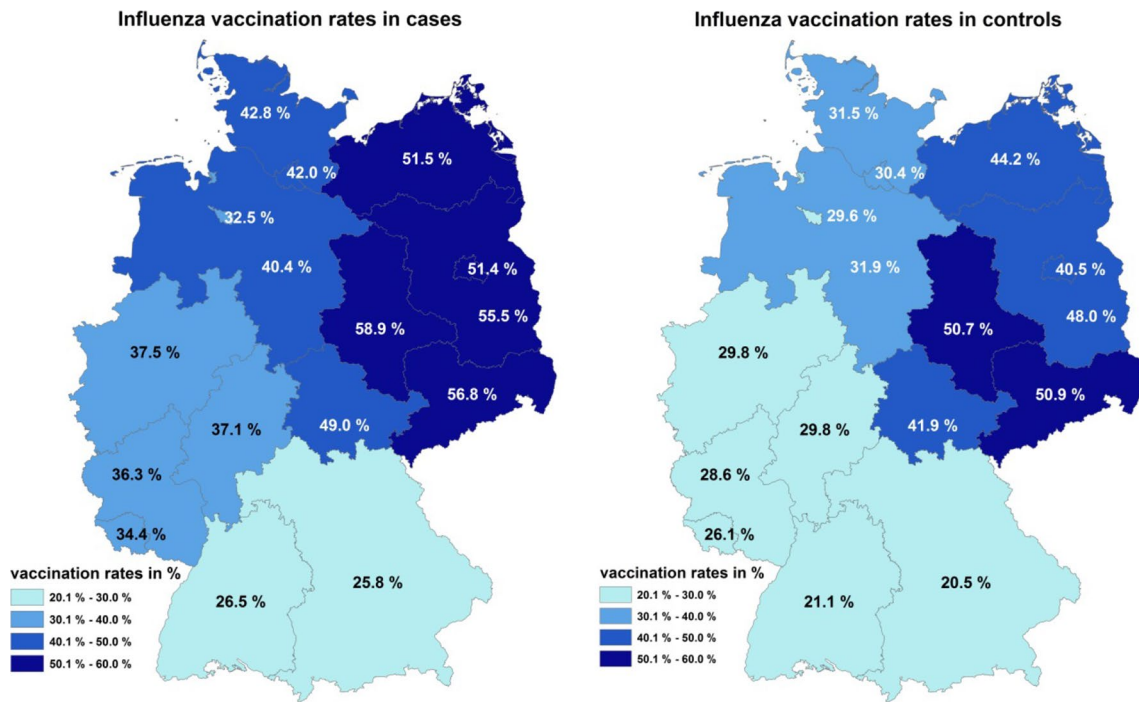 Influenza vaccination rates in cases
42.8 %
51.5 %
42.0 %
32.5 %
40.4 %
51.4 %
55.5 %
58.9 %
37.5 %
56.8 %
37.1 %
49.0 %
36.3 %
34.4 %
25.8 %
26.5 %
vaccination rates in %
20.1 % - 30.0 %
30.1 % - 40.0 %
40.1 % - 50.0 %
50.1 % - 60.0 %
Influenza vaccination rates in controls
31.5 %
44.2 %
30.4 %
29.6 %
31.9 %
40.5 %
48.0 %
50.7 %
29.8 %
50.9 %
29.8 %
41.9 %
28.6 %
26.1 %
20.5 %
21.1 %
vaccination rates in %
20.1 % - 30.0 %
30.1 % - 40.0 %
40.1 % - 50.0 %
50.1 % - 60.0 %